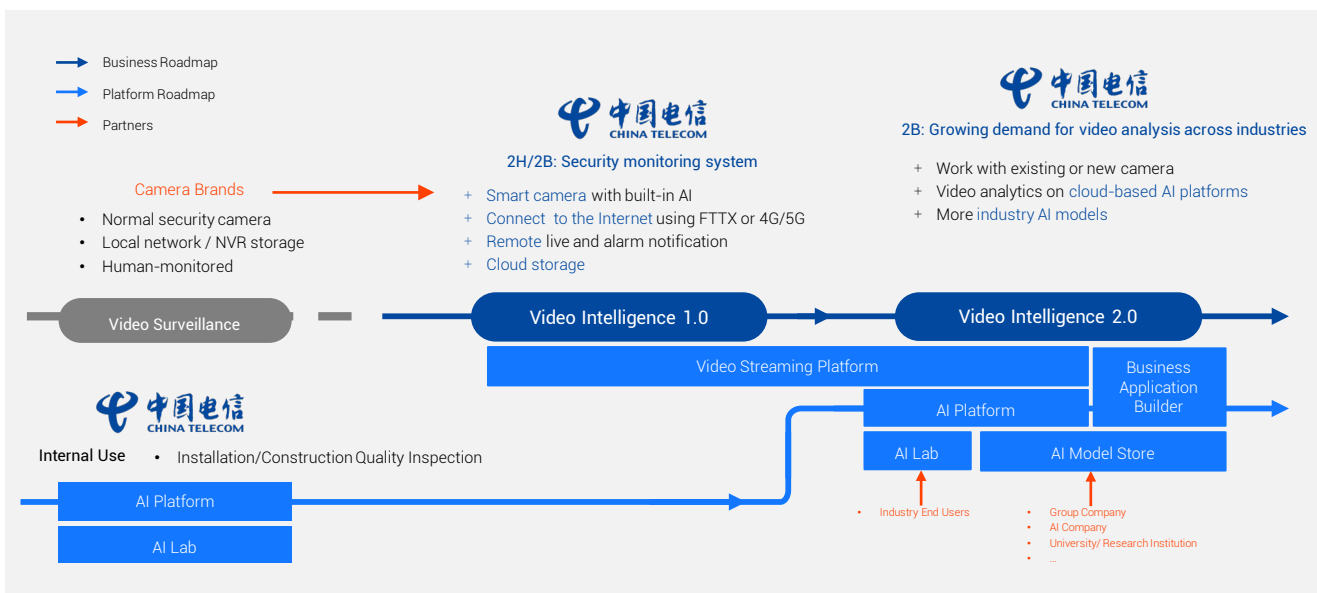 Business Roadmap
Platform Roadmap
Partners
Camera Brands
• Normal security camera
• Local network / NVR storage
• Human-monitored
中国电信
CHINA TELECOM
2H/2B: Security monitoring system
+ Smart camera with built-in AI
+ Connect to the Internet using FTTX or 4G/5G
+ Remote live and alarm notification
+ Cloud storage
中国电信
CHINA TELECOM
2B: Growing demand for video analysis across industries
+ Work with existing or new camera
+ Video analytics on cloud-based AI platforms
+ More industry AI models
Video Surveillance
Video Intelligence 1.0
Video Intelligence 2.0
Video Streaming Platform
Business
Application
Builder
AI Platform
AI Lab
AI Model Store
• Industry End Users
• Group Company
• AI Company
• University/ Research Institution
• ...
中国电信
CHINA TELECOM
Internal Use • Installation/Construction Quality Inspection
AI Platform
AI Lab